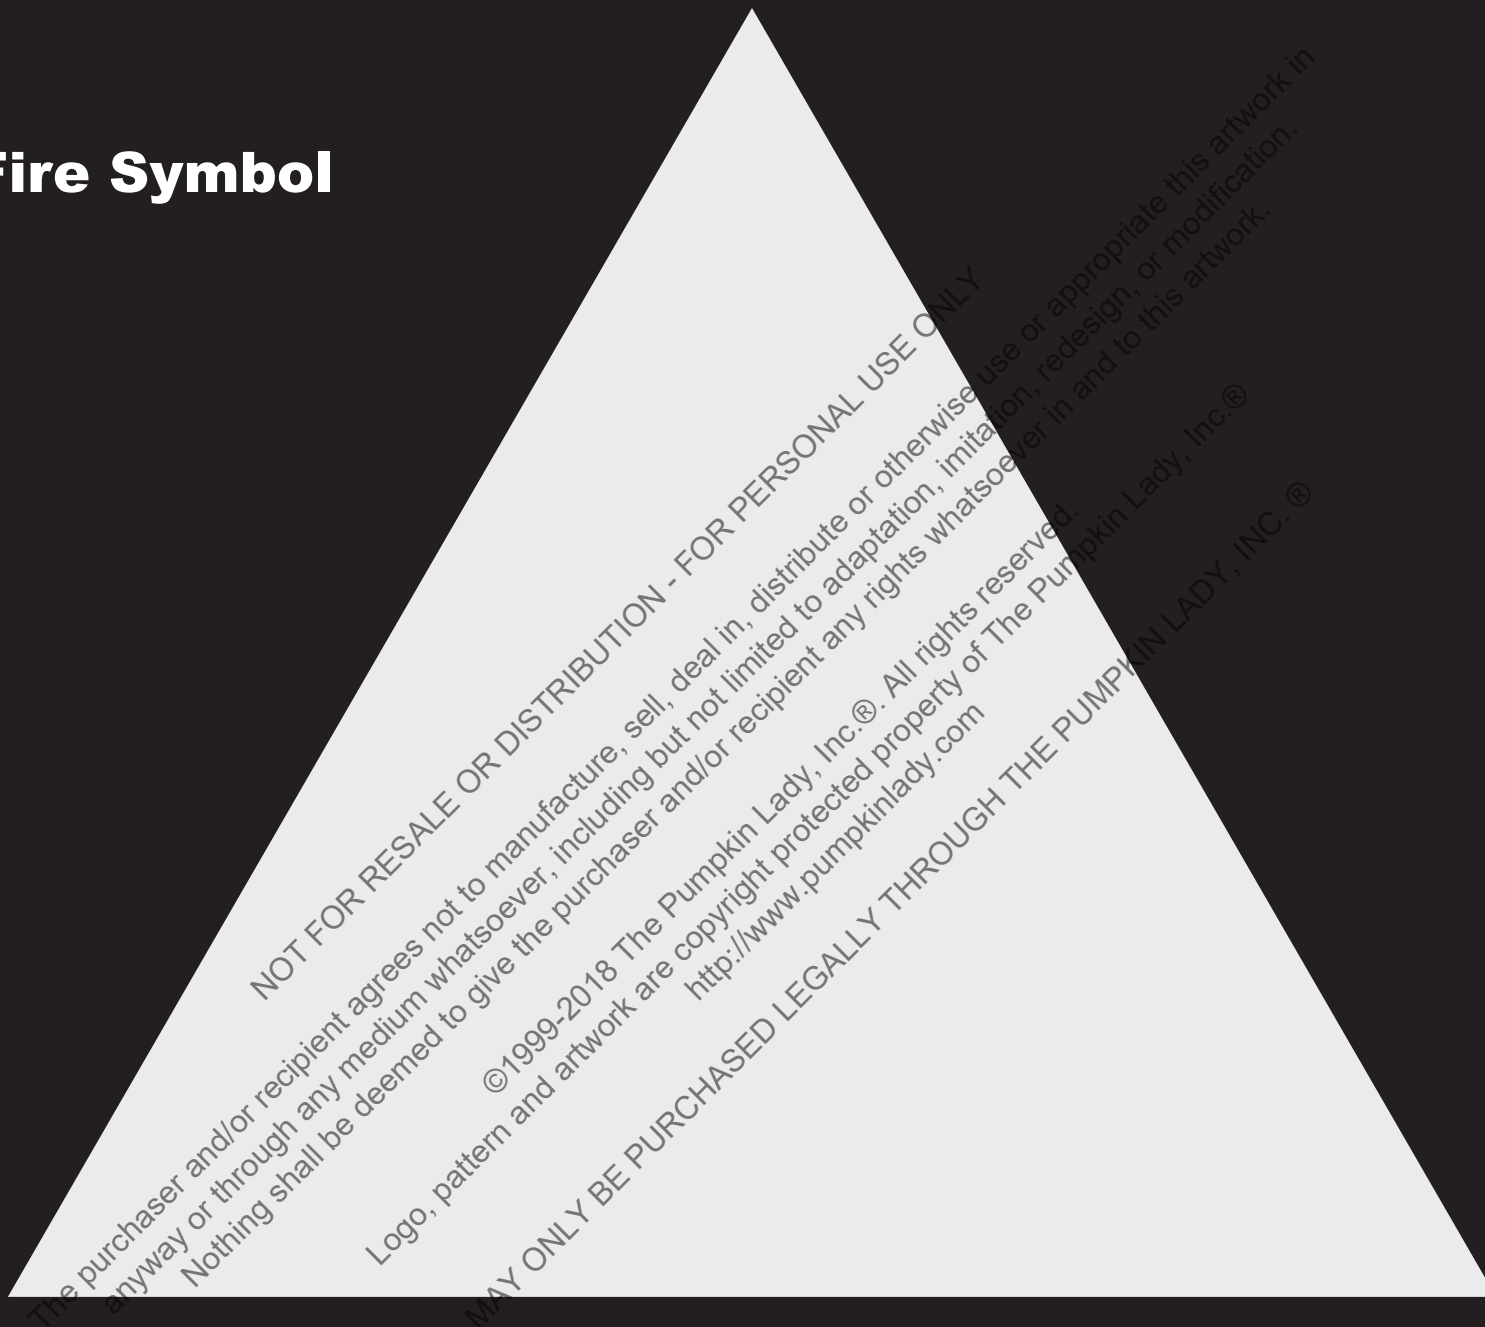 Fire Symbol
NOT FOR RESALE OR DISTRIBUTION - FOR PERSONAL USE ONLY
The purchaser and/or recipient agrees not to manufacture, sell, deal in, distribute or otherwise use or appropriate this artwork in
anyway or through any medium whatsoever, including but not limited to adaptation, imitation, redesign, or modification.
Nothing shall be deemed to give the purchaser and/or recipient any rights whatsoever in and to this artwork.
©1999-2018 The Pumpkin Lady, Inc.®. All rights reserved.
Logo, pattern and artwork are copyright protected property of The Pumpkin Lady, Inc.®
http://www.pumpkinlady.com
MAY ONLY BE PURCHASED LEGALLY THROUGH THE PUMPKIN LADY, INC. ®